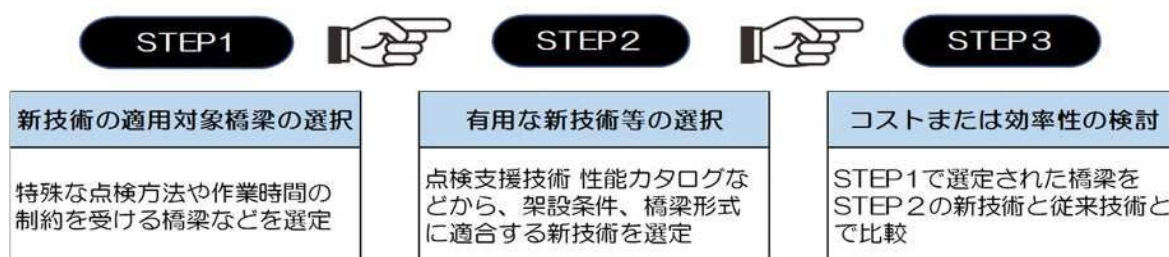 STEP1
STEP2
STEP3
新技術の適用対象橋梁の選択
特殊な点検方法や作業時間の
制約を受ける橋梁などを選定
有用な新技術等の選択
点検支援技術 性能カタログな
どから、架設条件、橋梁形式
に適合する新技術を選定
コストまたは効率性の検討
STEP1で選定された橋梁を
STEP2の新技術と従来技術と
で比較